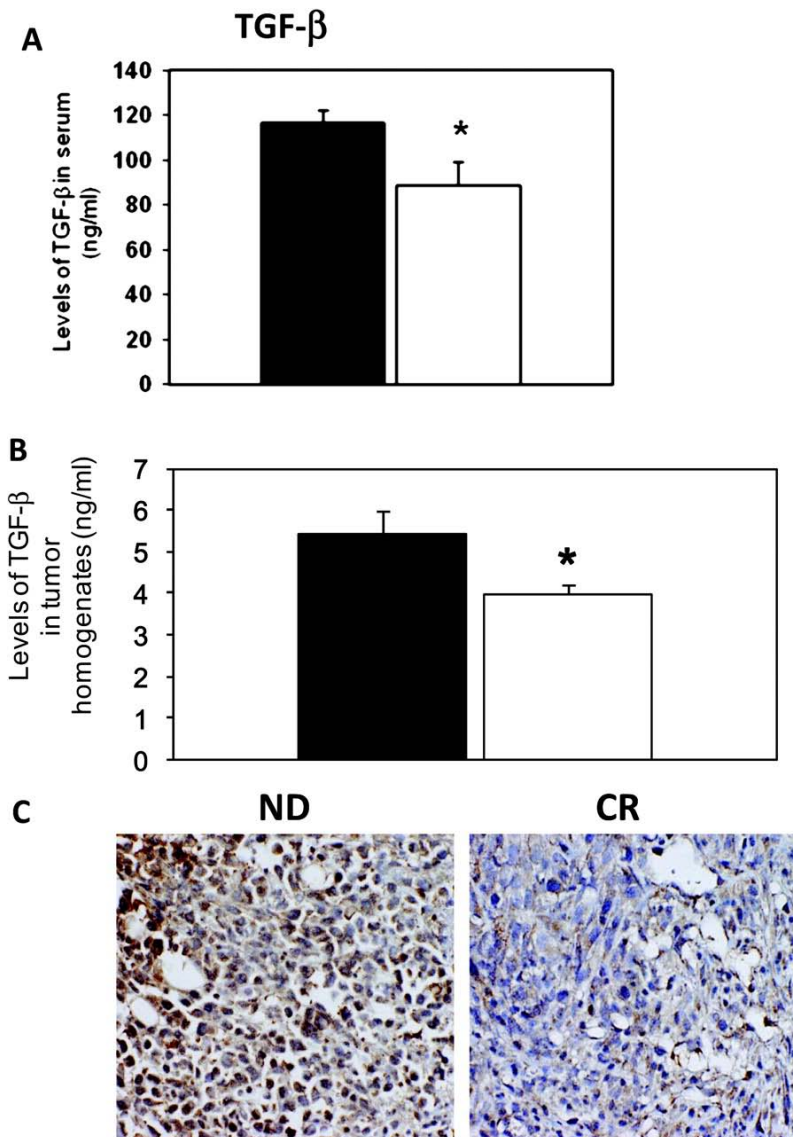 A
TGF-β
Levels of TGF-β in serum
(ng/ml)
140
120
100
80
60
40
20
0
*
B
Levels of TGF-β
in tumor
homogenates (ng/ml)
7
6
5
4
3
2
1
0
*
C
ND
CR